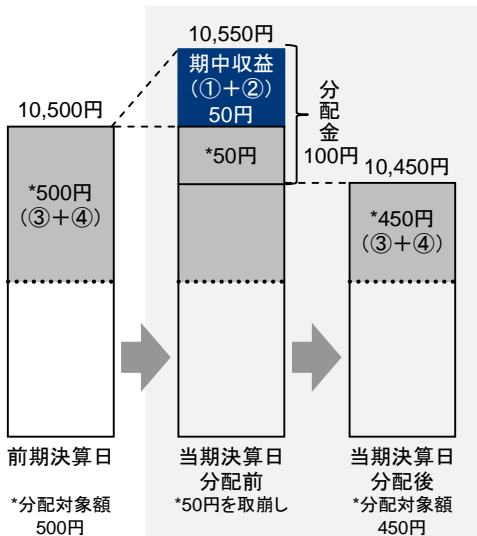 10,550円
期中収益
（①＋②）
50円
分配金
100円
10,500円
*50円
10,450円
*500円
（③＋④）
*450円
（③＋④）
前期決算日
*分配対象額
500円
当期決算日
分配前
*50円を取崩し
当期決算日
分配後
*分配対象額
450円